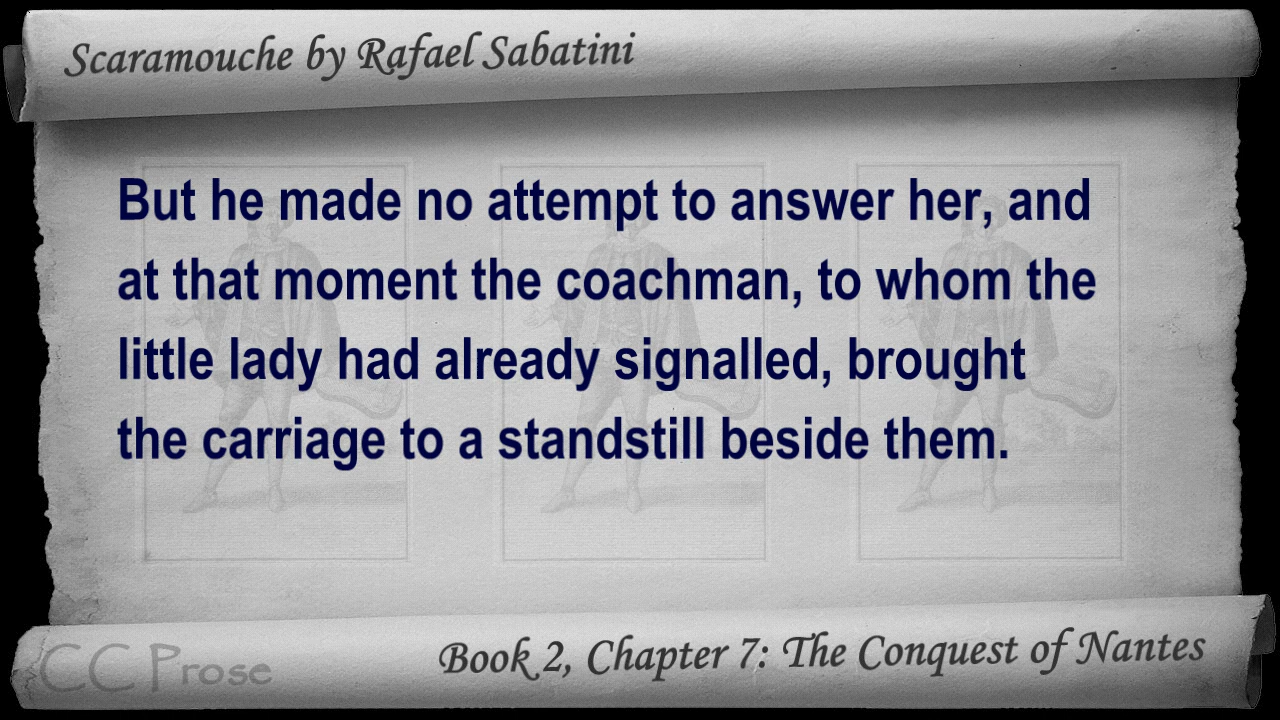 Scaramouche by Rafael Sabatini
But he made no attempt to answer her, and
at that moment the coachman, to whom the
little lady had already signalled, brought
the carriage to a standstill beside them.
CC Prose
Book 2, Chapter 7: The Conquest of Nantes